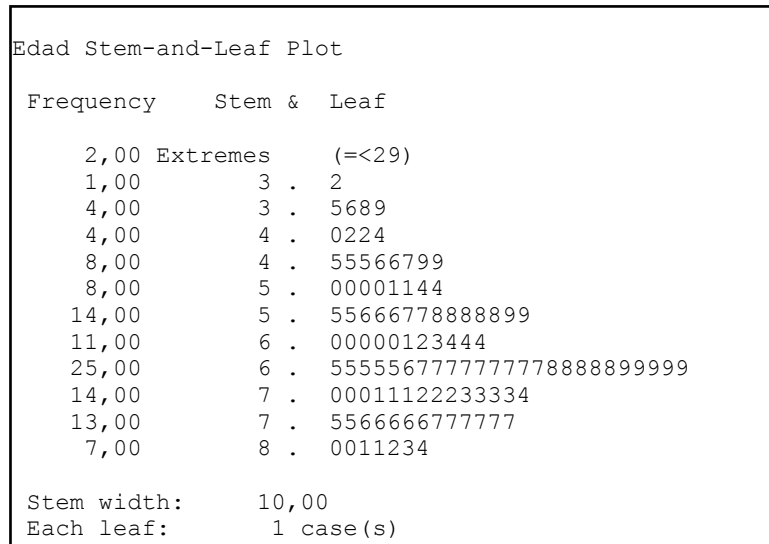 Edad Stem-and-Leaf Plot
Frequency    Stem &  Leaf
2,00 Extremes    (=<29)
1,00        3 .  2
4,00        3 .  5689
4,00        4 .  0224
8,00        4 .  55566799
8,00        5 .  00001144
14,00        5 .  55666778888899
11,00        6 .  00000123444
25,00        6 .  5555567777777778888899999
14,00        7 .  00011122233334
13,00        7 .  5566666777777
7,00        8 .  0011234
Stem width:     10,00
Each leaf:       1 case(s)